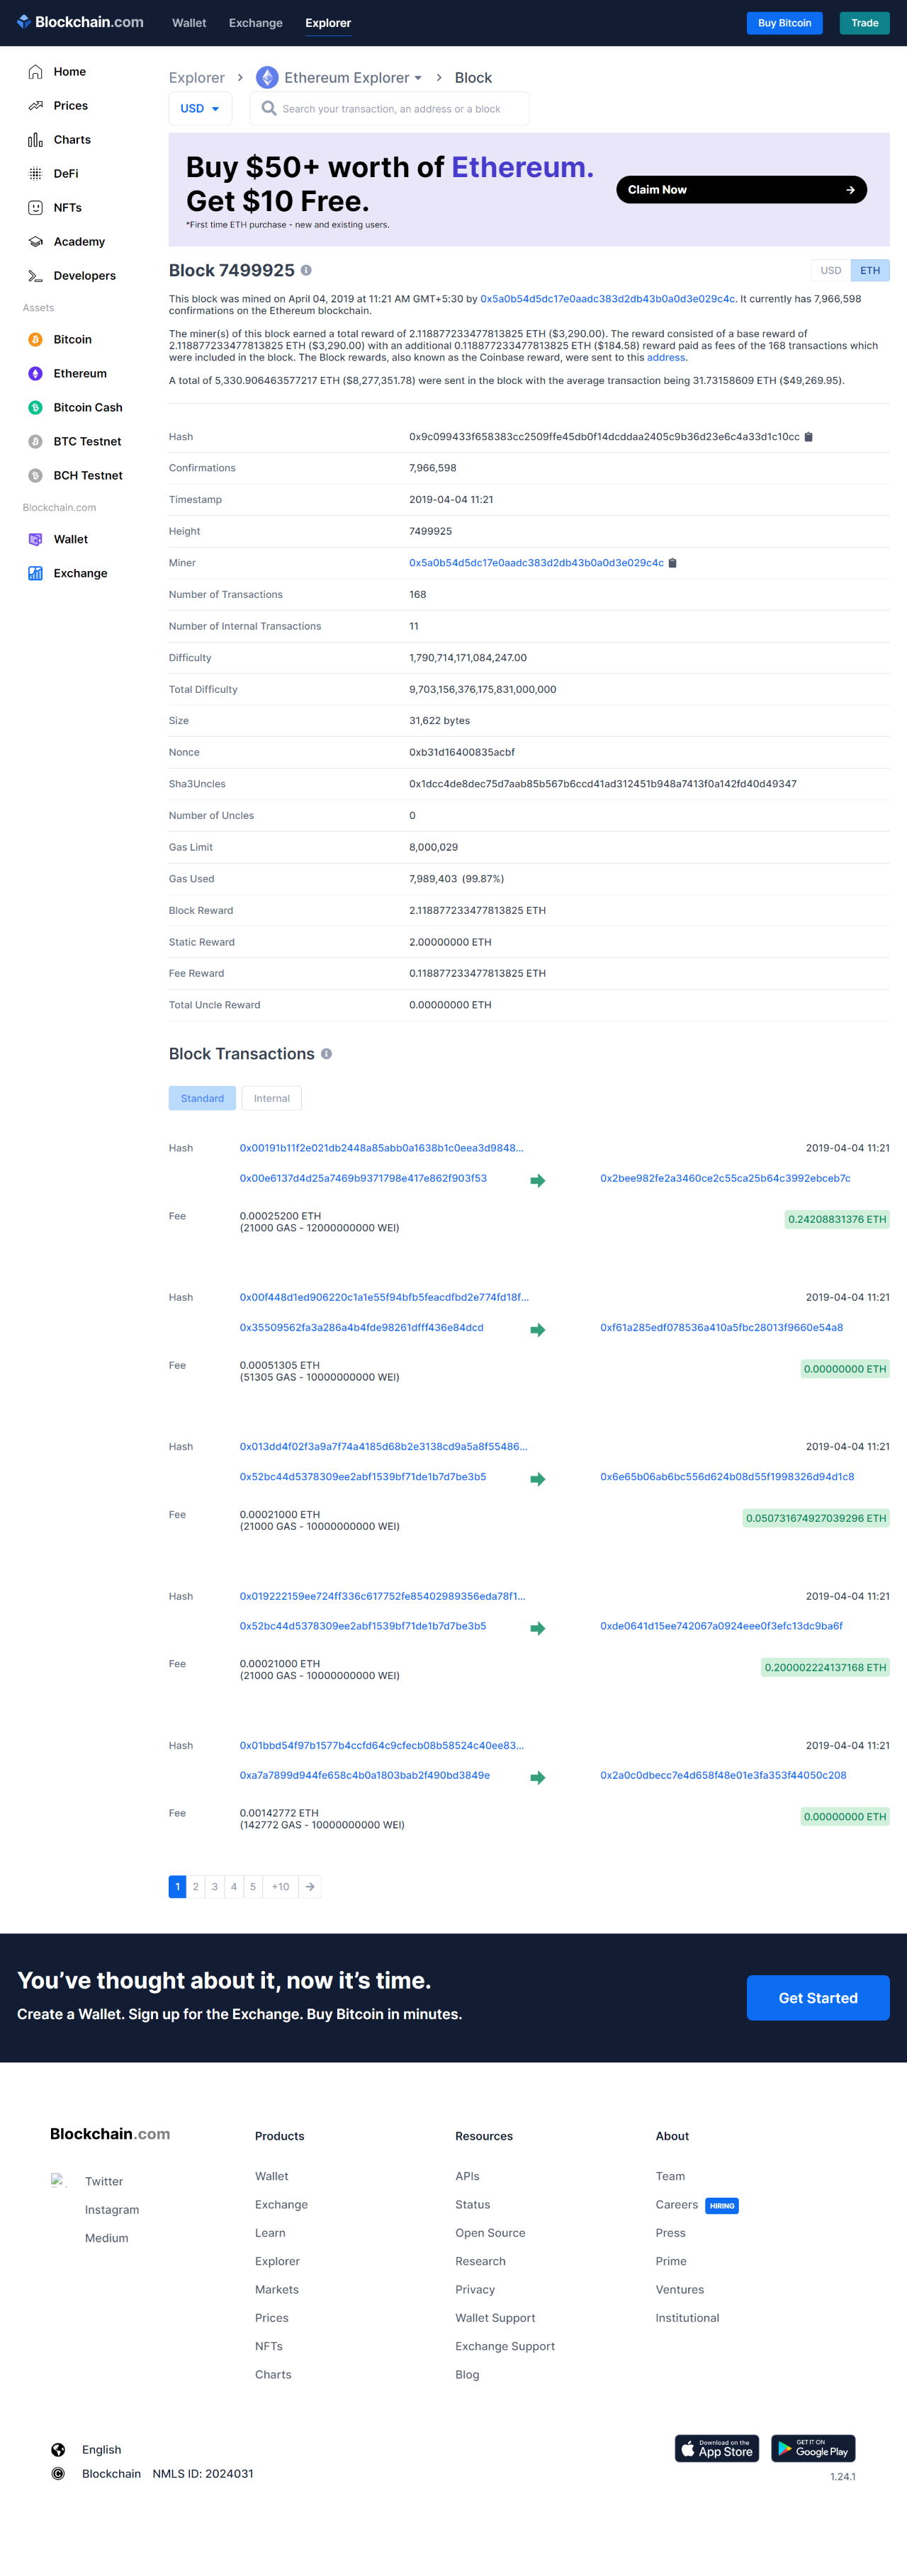 Blockchain.com Wallet Exchange Explorer Buy Bitcoin Trade
Home
Prices
Charts
DeFi
NFTs
Academy
Developers
Assets
Bitcoin
Ethereum
Bitcoin Cash
BTC Testnet
BCH Testnet
Blockchain.com
Wallet
Exchange
Explorer › Ethereum Explorer › Block
USD Search your transaction, an address or a block
Buy $50+ worth of Ethereum.
Get $10 Free.
*First time ETH purchase - new and existing users.
Claim Now
Block 7499925 USD ETH
This block was mined on April 04, 2019 at 11:21 AM GMT+5:30 by 0x5a0b54d5dc17e0aadc383d2db43b0a0d3e029c4c. It currently has 7,966,598
confirmations on the Ethereum blockchain.
The miner(s) of this block earned a total reward of 2.118877233477813825 ETH ($3,290.00). The reward consisted of a base reward of
2.118877233477813825 ETH ($3,290.00) with an additional 0.118877233477813825 ETH ($184.58) reward paid as fees of the 168 transactions which
were included in the block. The Block rewards, also known as the Coinbase reward, were sent to this address.
A total of 5,330.906463577217 ETH ($8,277,351.78) were sent in the block with the average transaction being 31.73158609 ETH ($49,269.95).
Hash 0x9c099433f658383cc2509ffe45db0f14dcddaa2405c9b36d23e6c4a33d1c10cc
Confirmations 7,966,598
Timestamp 2019-04-04 11:21
Height 7499925
Miner 0x5a0b54d5dc17e0aadc383d2db43b0a0d3e029c4c
Number of Transactions 168
Number of Internal Transactions 11
Difficulty 1,790,714,171,084,247.00
Total Difficulty 9,703,156,376,175,831,000,000
Size 31,622 bytes
Nonce 0xb31d16400835acbf
Sha3Uncles 0x1dcc4de8dec75d7aab85b567b6ccd41ad312451b948a7413f0a142fd40d49347
Number of Uncles 0
Gas Limit 8,000,029
Gas Used 7,989,403 (99.87%)
Block Reward 2.118877233477813825 ETH
Static Reward 2.00000000 ETH
Fee Reward 0.118877233477813825 ETH
Total Uncle Reward 0.00000000 ETH
Block Transactions
Standard Internal
Hash 0x00191b11f2e021db2448a85abb0a1638b1c0eea3d9848... 2019-04-04 11:21
0x00e6137d4d25a7469b9371798e417e862f903f53 0x2bee982fe2a3460ce2c55ca25b64c3992ebceb7c
Fee 0.00025200 ETH 0.24208831376 ETH
(21000 GAS - 12000000000 WEI)
Hash 0x00f448d1ed906220c1a1e55f94bfb5feacdfbd2e774fd18f... 2019-04-04 11:21
0x35509562fa3a286a4b4fde98261dfff436e84dcd 0xf61a285edf078536a410a5fbc28013f9660e54a8
Fee 0.00051305 ETH 0.00000000 ETH
(51305 GAS - 10000000000 WEI)
Hash 0x013dd4f02f3a9a7f74a4185d68b2e3138cd9a5a8f55486... 2019-04-04 11:21
0x52bc44d5378309ee2abf1539bf71de1b7d7be3b5 0x6e65b06ab6bc556d624b08d55f1998326d94d1c8
Fee 0.00021000 ETH 0.050731674927039296 ETH
(21000 GAS - 10000000000 WEI)
Hash 0x019222159ee724ff336c617752fe85402989356eda78f1... 2019-04-04 11:21
0x52bc44d5378309ee2abf1539bf71de1b7d7be3b5 0xde0641d15ee742067a0924eee0f3efc13dc9ba6f
Fee 0.00021000 ETH 0.200002224137168 ETH
(21000 GAS - 10000000000 WEI)
Hash 0x01bbd54f97b1577b4ccfd64c9cfecb08b58524c40ee83... 2019-04-04 11:21
0xa7a7899d944fe658c4b0a1803bab2f490bd3849e 0x2a0c0dbecc7e4d658f48e01e3fa353f44050c208
Fee 0.00142772 ETH 0.00000000 ETH
(142772 GAS - 10000000000 WEI)
1 2 3 4 5 +10
You've thought about it, now it's time.
Create a Wallet. Sign up for the Exchange. Buy Bitcoin in minutes.
Get Started
Blockchain.com
Twitter
Instagram
Medium
Products
Wallet
Exchange
Learn
Explorer
Markets
Prices
NFTs
Charts
Resources
APIs
Status
Open Source
Research
Privacy
Wallet Support
Exchange Support
Blog
About
Team
Careers HIRING
Press
Prime
Ventures
Institutional
English
Blockchain NMLS ID: 2024031
Download on the
App Store
GET IT ON
Google Play
1.24.1